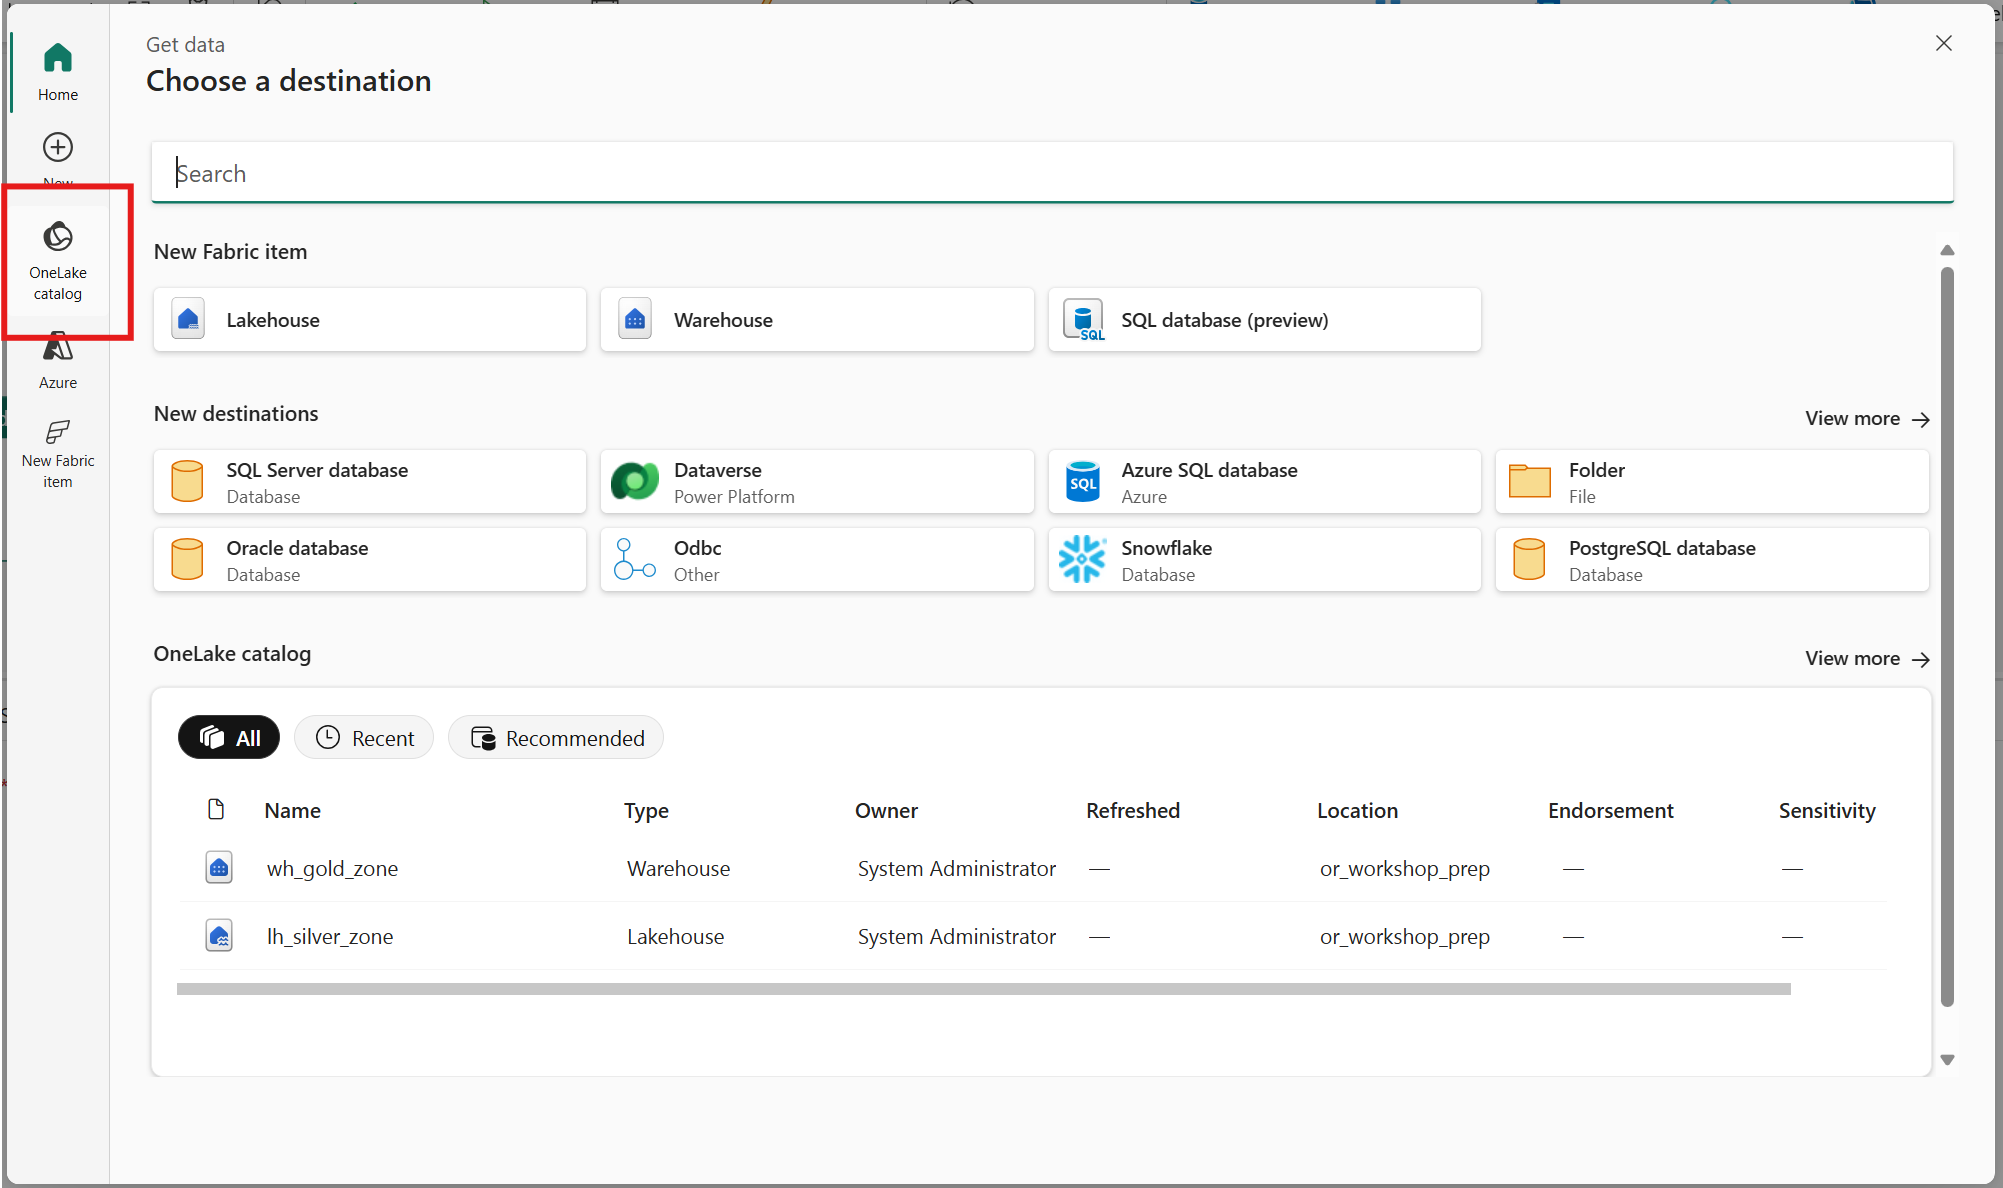 Get data
Choose a destination
Home
New
OneLake
catalog
Azure
New Fabric
item
Search
New Fabric item
Lakehouse
Warehouse
SQL
SQL database (preview)
New destinations
View more
SQL Server database
Database
Dataverse
Power Platform
SQL
Azure SQL database
Azure
Folder
File
Oracle database
Database
Odbc
Other
Snowflake
Database
PostgreSQL database
Database
OneLake catalog
View more
All Recent Recommended
Name Type Owner Refreshed Location Endorsement Sensitivity
wh_gold_zone Warehouse System Administrator — or_workshop_prep — —
lh_silver_zone Lakehouse System Administrator — or_workshop_prep — —